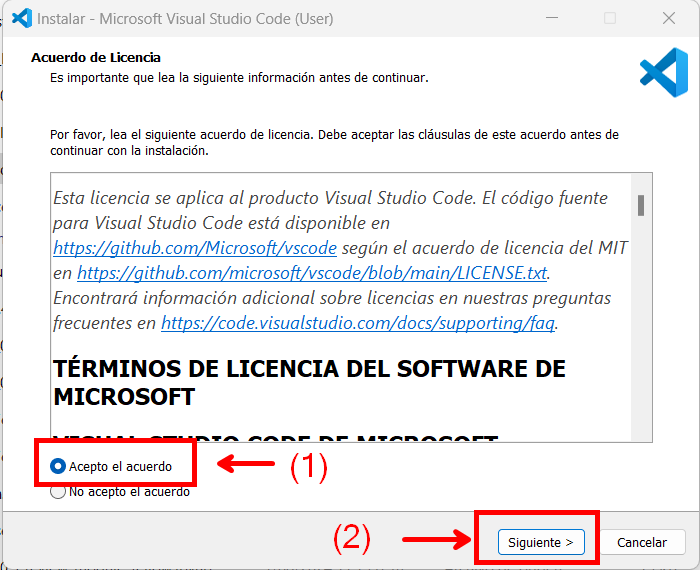 Instalar - Microsoft Visual Studio Code (User)
Acuerdo de Licencia
Es importante que lea la siguiente información antes de continuar.
Por favor, lea el siguiente acuerdo de licencia. Debe aceptar las cláusulas de este acuerdo antes de
continuar con la instalación.
Esta licencia se aplica al producto Visual Studio Code. El código fuente
para Visual Studio Code está disponible en
https://github.com/Microsoft/vscode según el acuerdo de licencia del MIT
en https://github.com/microsoft/vscode/blob/main/LICENSE.txt.
Encontrará información adicional sobre licencias en nuestras preguntas
frecuentes en https://code.visualstudio.com/docs/supporting/faq.
TÉRMINOS DE LICENCIA DEL SOFTWARE DE
MICROSOFT
VISUAL STUDIO CODE DE MICROSOFT
Acepto el acuerdo
(1)
No acepto el acuerdo
(2)
Siguiente >
Cancelar